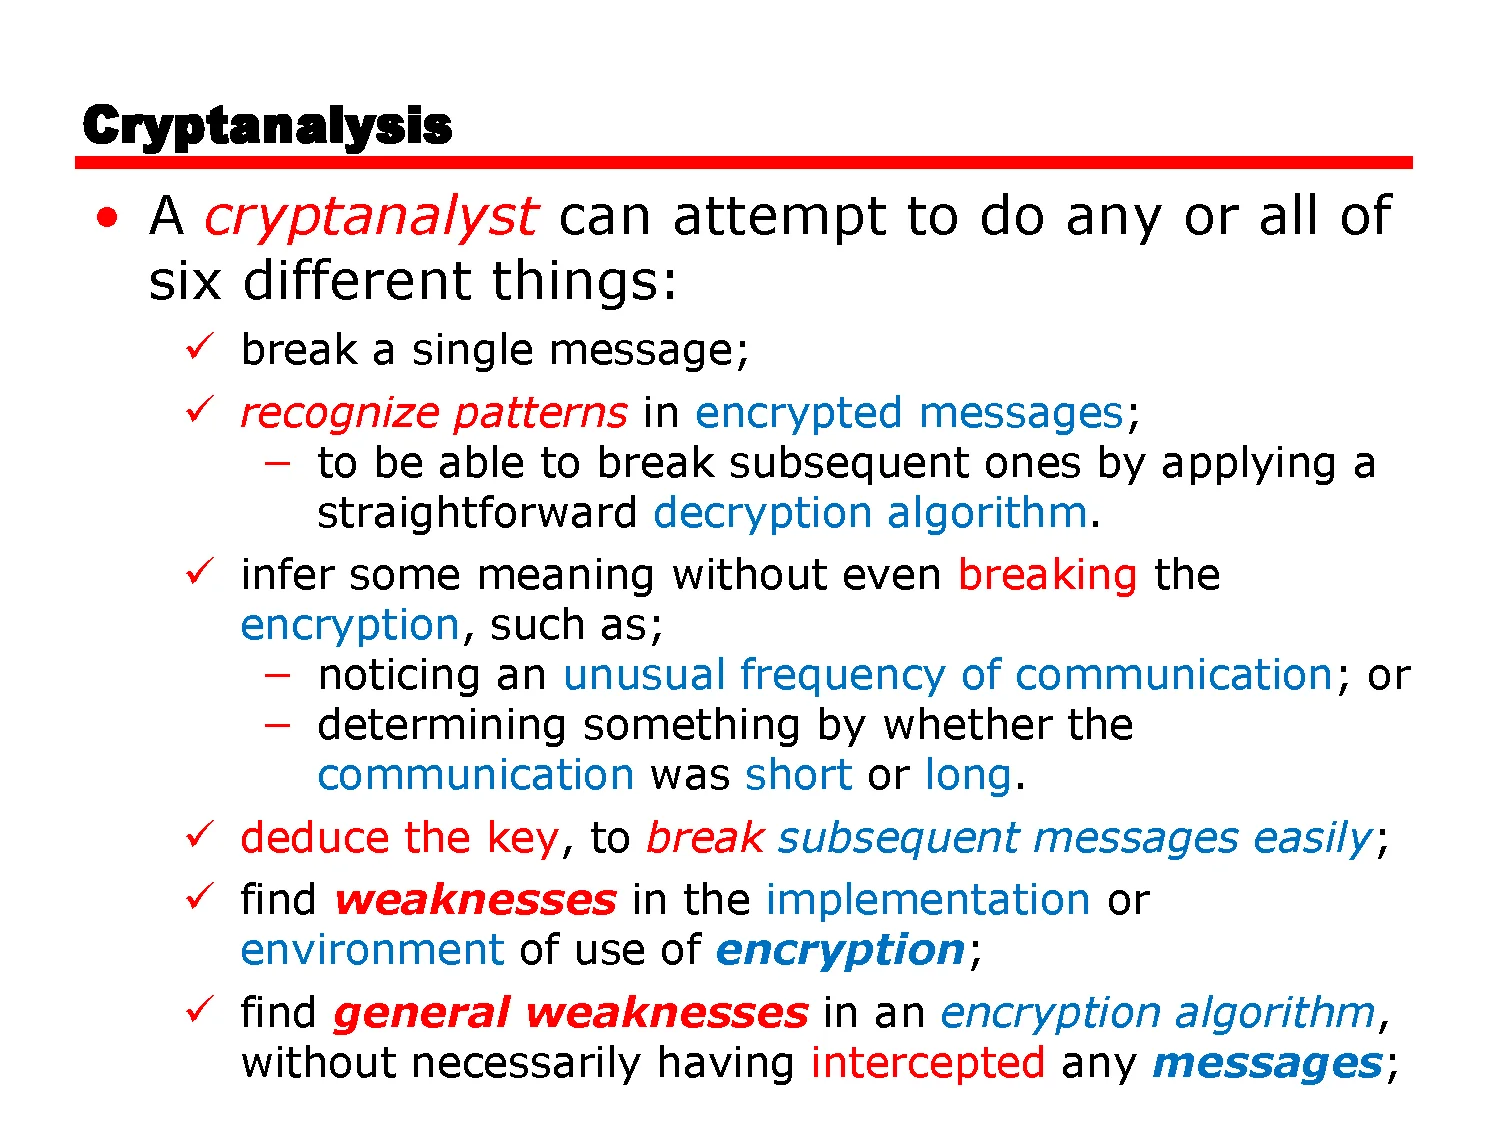 Cryptanalysis
• A cryptanalyst can attempt to do any or all of
six different things:
✓ break a single message;
✓ recognize patterns in encrypted messages;
– to be able to break subsequent ones by applying a
straightforward decryption algorithm.
✓ infer some meaning without even breaking the
encryption, such as;
– noticing an unusual frequency of communication; or
– determining something by whether the
communication was short or long.
✓ deduce the key, to break subsequent messages easily;
✓ find weaknesses in the implementation or
environment of use of encryption;
✓ find general weaknesses in an encryption algorithm,
without necessarily having intercepted any messages;